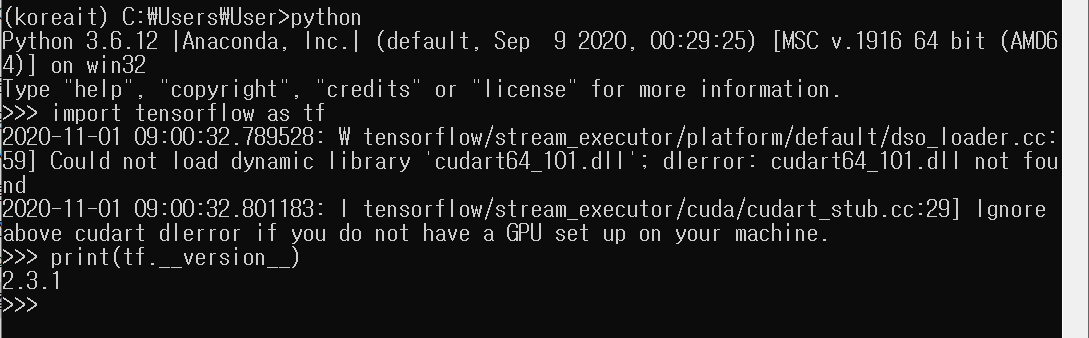 (koreait) C:₩Users₩User>python
Python 3.6.12 |Anaconda, Inc.| (default, Sep  9 2020, 00:29:25) [MSC v.1916 64 bit (AMD6
4)] on win32
Type "help", "copyright", "credits" or "license" for more information.
>>> import tensorflow as tf
2020-11-01 09:00:32.789528: W tensorflow/stream_executor/platform/default/dso_loader.cc:
59] Could not load dynamic library 'cudart64_101.dll'; dlerror: cudart64_101.dll not fou
nd
2020-11-01 09:00:32.801183: I tensorflow/stream_executor/cuda/cudart_stub.cc:29] Ignore
above cudart dlerror if you do not have a GPU set up on your machine.
>>> print(tf.__version__)
2.3.1
>>>